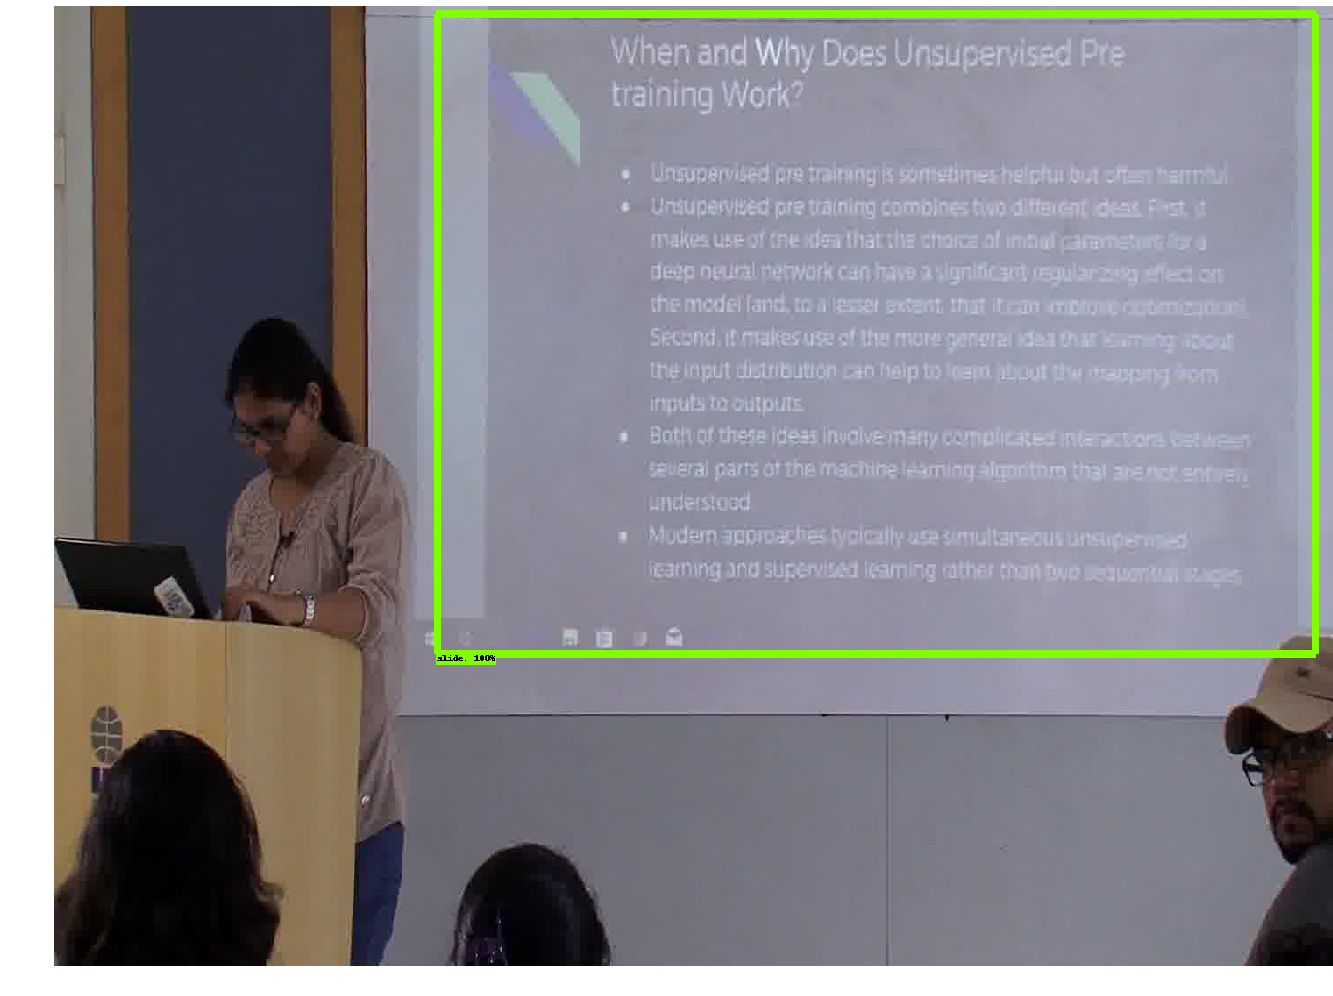 When and Why Does Unsupervised Pre
training Work?
● Unsupervised pre training is sometimes helpful but often harmful.
● Unsupervised pre training combines two different ideas. First, it
makes use of the idea that the choice of initial parameters for a
deep neural network can have a significant regularizing effect on
the model (and, to a lesser extent, that it can improve optimization).
Second, it makes use of the more general idea that learning about
the input distribution can help to learn about the mapping from
inputs to outputs.
● Both of these ideas involve many complicated interactions between
several parts of the machine learning algorithm that are not entirely
understood.
● Modern approaches typically use simultaneous unsupervised
learning and supervised learning rather than two sequential stages.
slide: 100%